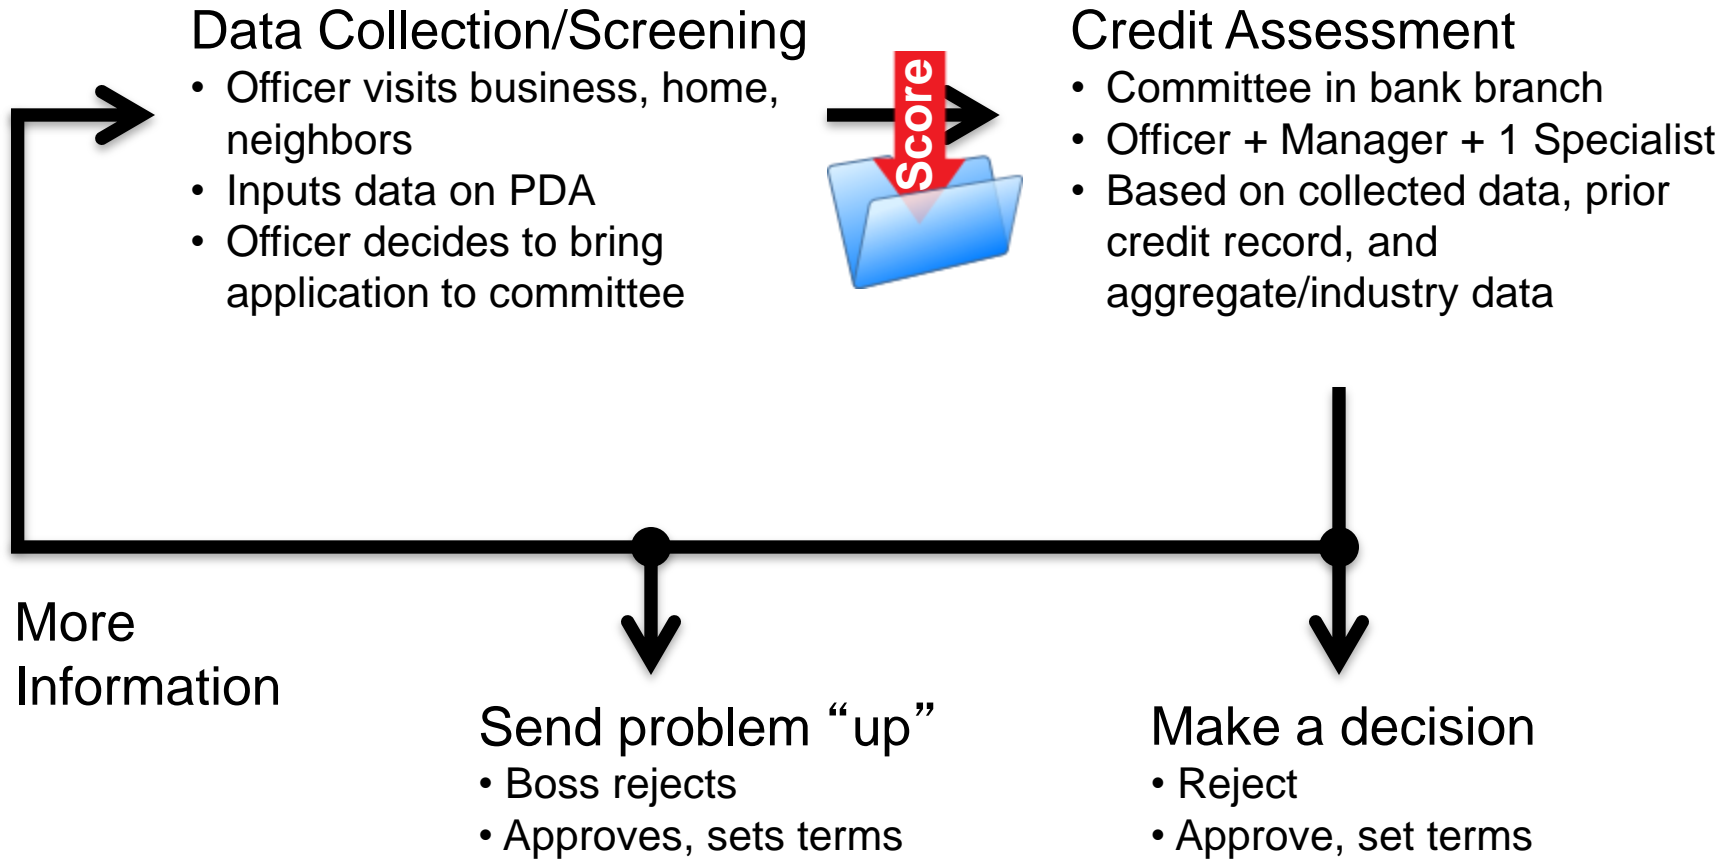 Data Collection/Screening
• Officer visits business, home,
neighbors
• Inputs data on PDA
• Officer decides to bring
application to committee
Score
Credit Assessment
• Committee in bank branch
• Officer + Manager + 1 Specialist
• Based on collected data, prior
credit record, and
aggregate/industry data
More
Information
Send problem “up”
• Boss rejects
• Approves, sets terms
Make a decision
• Reject
• Approve, set terms